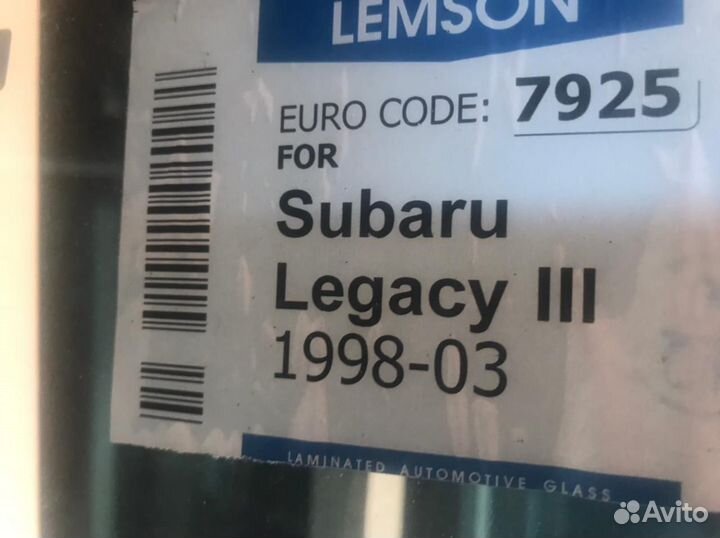 LEMSON
EURO CODE: 7925
FOR
Subaru
Legacy III
1998-03
LAMINATED AUTOMOTIVE GLASS
Avito